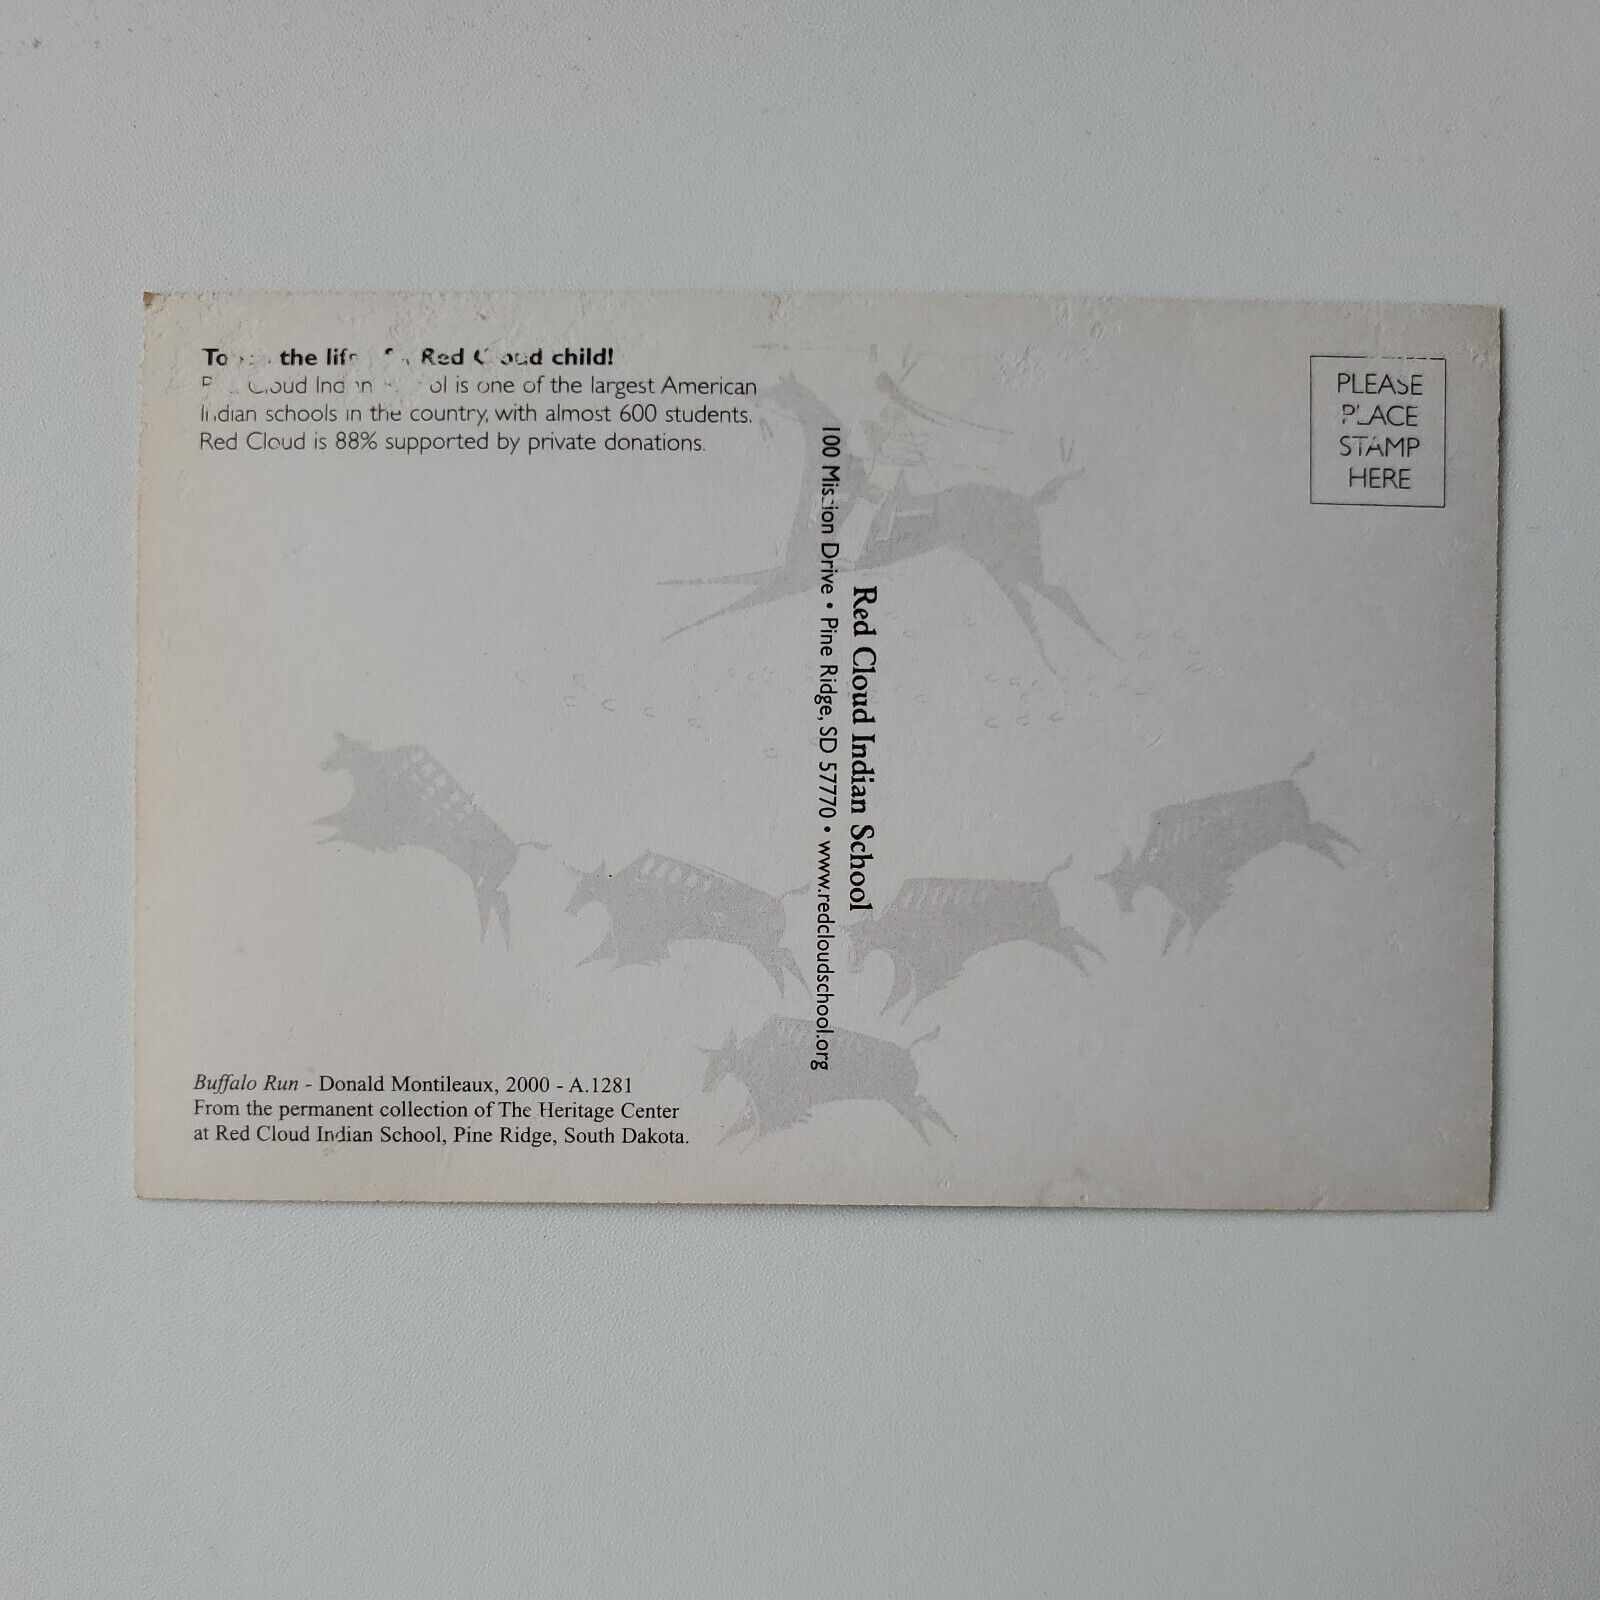 To the life Red Cloud child!
Cloud Indian is one of the largest American
Indian schools in the country, with almost 600 students.
Red Cloud is 88% supported by private donations.
PLEASE
PLACE
STAMP
HERE
Red Cloud Indian School
100 Mission Drive • Pine Ridge, SD 57770 • www.redcloudschool.org
Buffalo Run - Donald Montileaux, 2000 - A.1281
From the permanent collection of The Heritage Center
at Red Cloud Indian School, Pine Ridge, South Dakota.